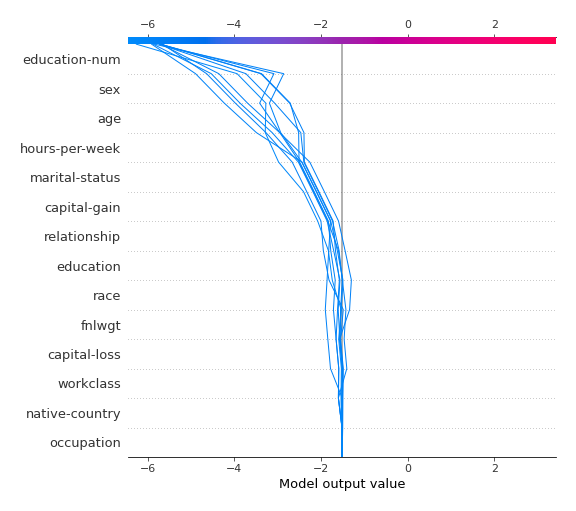 −6 −4 −2 0 2
education-num
sex
age
hours-per-week
marital-status
capital-gain
relationship
education
race
fnlwgt
capital-loss
workclass
native-country
occupation
−6 −4 −2 0 2
Model output value